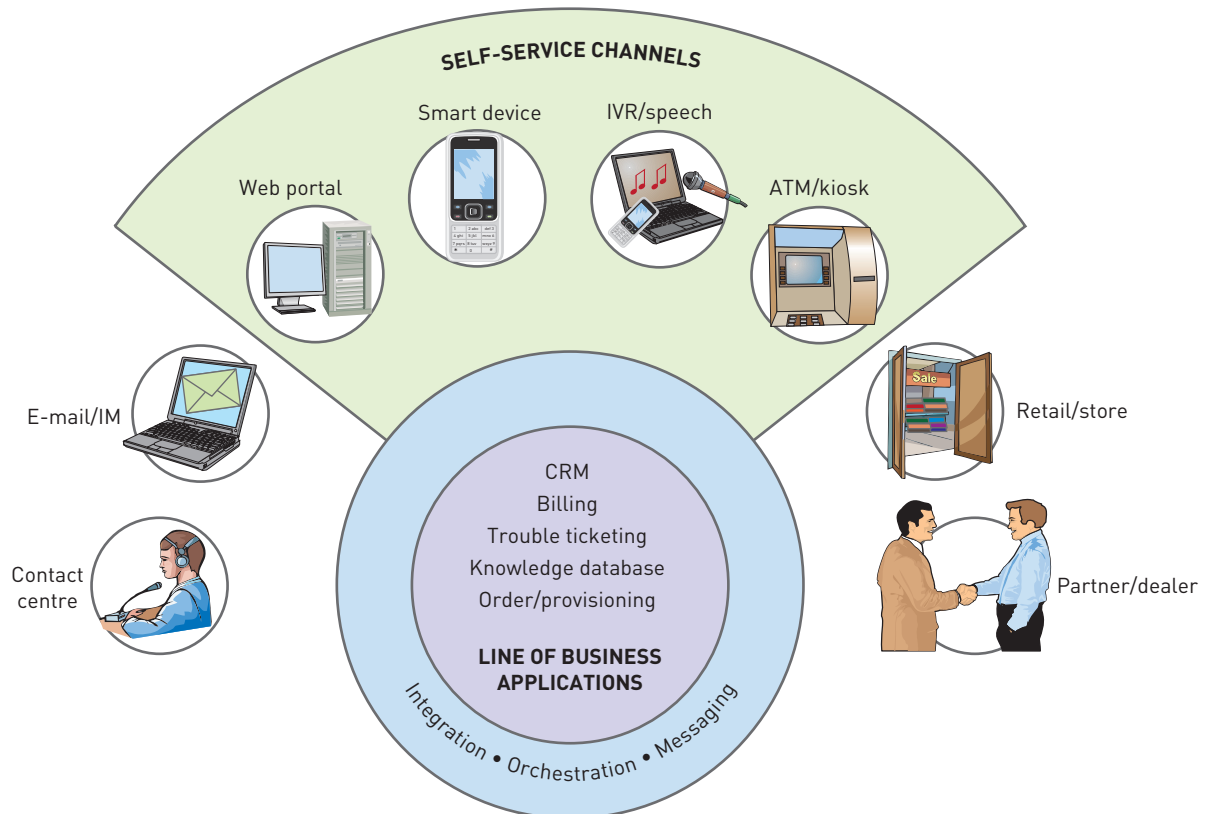 SELF-SERVICE CHANNELS
Smart device
IVR/speech
Web portal
ATM/kiosk
Sale
E-mail/IM
Retail/store
CRM
Billing
Trouble ticketing
Knowledge database
Order/provisioning
Contact
centre
Partner/dealer
LINE OF BUSINESS
APPLICATIONS
Integration • Orchestration • Messaging